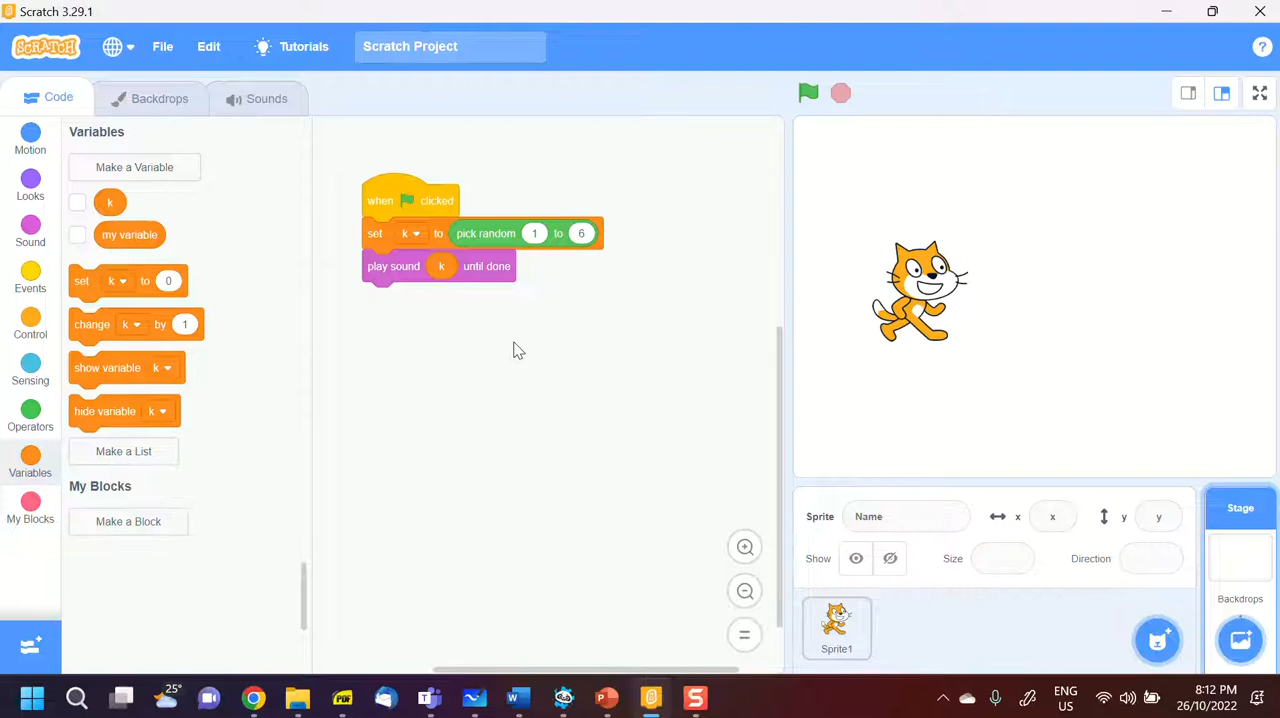 Scratch 3.29.1
SCRATCH
File
Edit
Tutorials
Scratch Project
?
Code
Backdrops
Sounds
Motion
Looks
Sound
Events
Control
Sensing
Operators
Variables
My Blocks
Variables
Make a Variable
k
my variable
set k to 0
change k by 1
show variable k
hide variable k
Make a List
My Blocks
Make a Block
when clicked
set k to pick random 1 to 6
play sound k until done
Sprite Name x x y y
Show Size Direction
Sprite1
Stage
Backdrops
25°
PDF
W
P
S
ENG
US
8:12 PM
26/10/2022